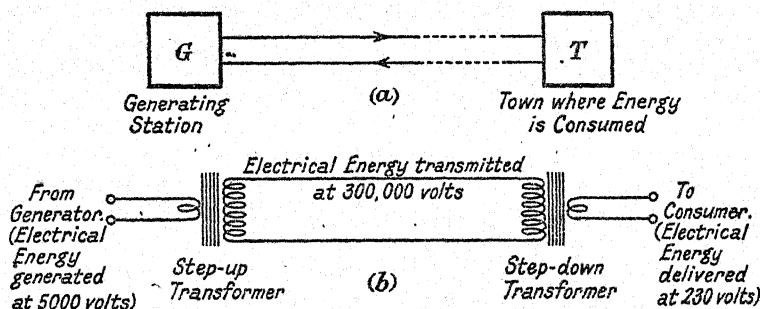 G
T
Generating
Station
(a)
Town where Energy
is Consumed
Electrical Energy transmitted
at 300,000 volts
From
Generator.
(Electrical
Energy
generated
at 5000 volts)
Step-up
Transformer
(b)
Step-down
Transformer
To
Consumer.
(Electrical
Energy
delivered
at 230 volts)